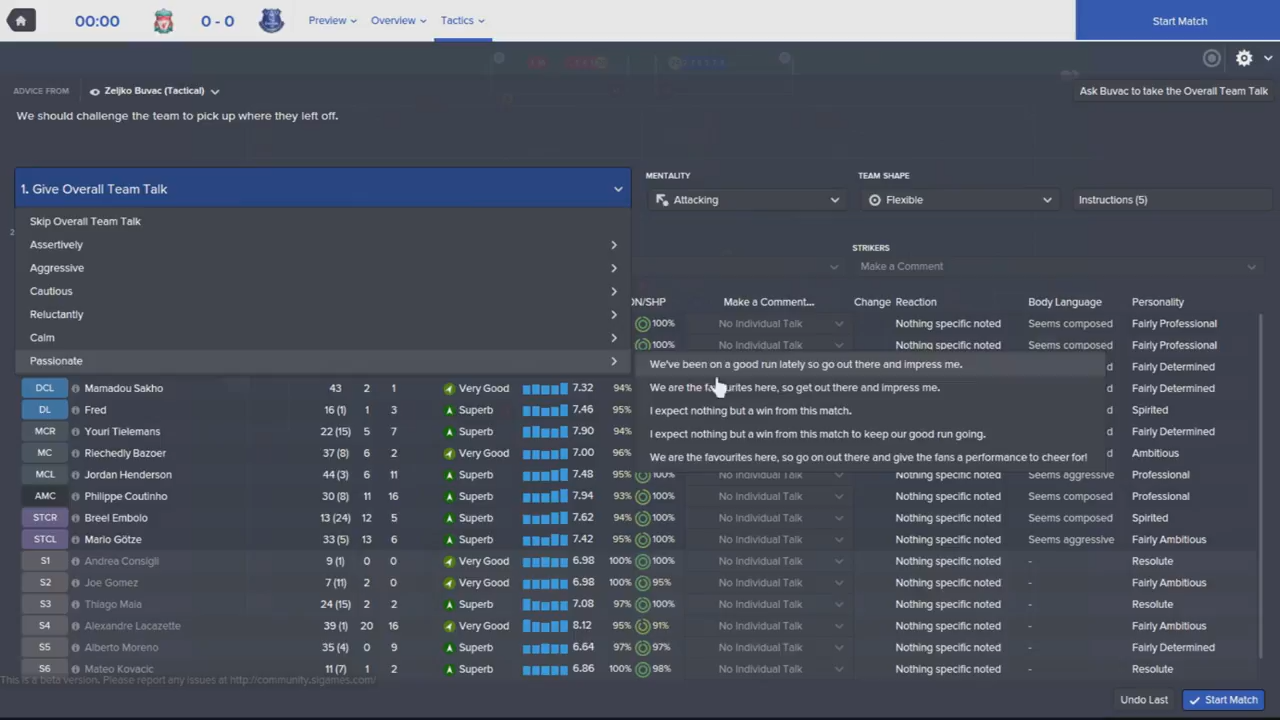 00:00 0 - 0 Preview Overview Tactics Start Match
ADVICE FROM Zeljko Buvac (Tactical) Ask Buvac to take the Overall Team Talk
We should challenge the team to pick up where they left off.
1. Give Overall Team Talk
MENTALITY TEAM SHAPE
Attacking Flexible Instructions (5)
Skip Overall Team Talk
Assertively
Aggressive
Cautious
Reluctantly
Calm
Passionate
STRIKERS
Make a Comment
ON/SHP Make a Comment... Change Reaction Body Language Personality
100% No Individual Talk Nothing specific noted Seems composed Fairly Professional
100% No Individual Talk Nothing specific noted Seems composed Fairly Professional
We've been on a good run lately so go out there and impress me. Fairly Determined
We are the favourites here, so get out there and impress me.
I expect nothing but a win from this match.
I expect nothing but a win from this match to keep our good run going.
We are the favourites here, so go on out there and give the fans a performance to cheer for!
DCL Mamadou Sakho 43 2 1 Very Good 7.32 94% Fairly Determined
DL Fred 16 (1) 1 3 Superb 7.46 95% Spirited
MCR Youri Tielemans 22 (15) 5 7 Superb 7.90 94% Fairly Determined
MC Riechedly Bazoer 37 (8) 6 2 Very Good 7.00 96% Ambitious
MCL Jordan Henderson 44 (3) 6 11 Superb 7.48 95% 100% No Individual Talk Nothing specific noted Seems aggressive Professional
AMC Philippe Coutinho 30 (8) 11 16 Superb 7.94 93% 100% No Individual Talk Nothing specific noted Seems composed Professional
STCR Breel Embolo 13 (24) 12 5 Superb 7.62 94% 100% No Individual Talk Nothing specific noted Seems composed Spirited
STCL Mario Götze 33 (5) 13 6 Superb 7.42 95% 100% No Individual Talk Nothing specific noted Seems aggressive Fairly Ambitious
S1 Andrea Consigli 9 (1) 0 0 Very Good 6.98 100% 100% No Individual Talk Nothing specific noted - Resolute
S2 Joe Gomez 7 (11) 2 0 Very Good 6.98 100% 95% No Individual Talk Nothing specific noted - Fairly Ambitious
S3 Thiago Maia 24 (15) 2 2 Superb 7.08 97% 100% No Individual Talk Nothing specific noted - Resolute
S4 Alexandre Lacazette 39 (1) 20 16 Very Good 8.12 95% 91% No Individual Talk Nothing specific noted - Fairly Ambitious
S5 Alberto Moreno 35 (4) 0 9 Superb 6.64 97% 97% No Individual Talk Nothing specific noted - Fairly Determined
S6 Mateo Kovacic 11 (7) 1 2 Superb 6.86 100% 98% No Individual Talk Nothing specific noted - Resolute
This is a beta version. Please report any issues at http://community.sigames.com/
Undo Last Start Match